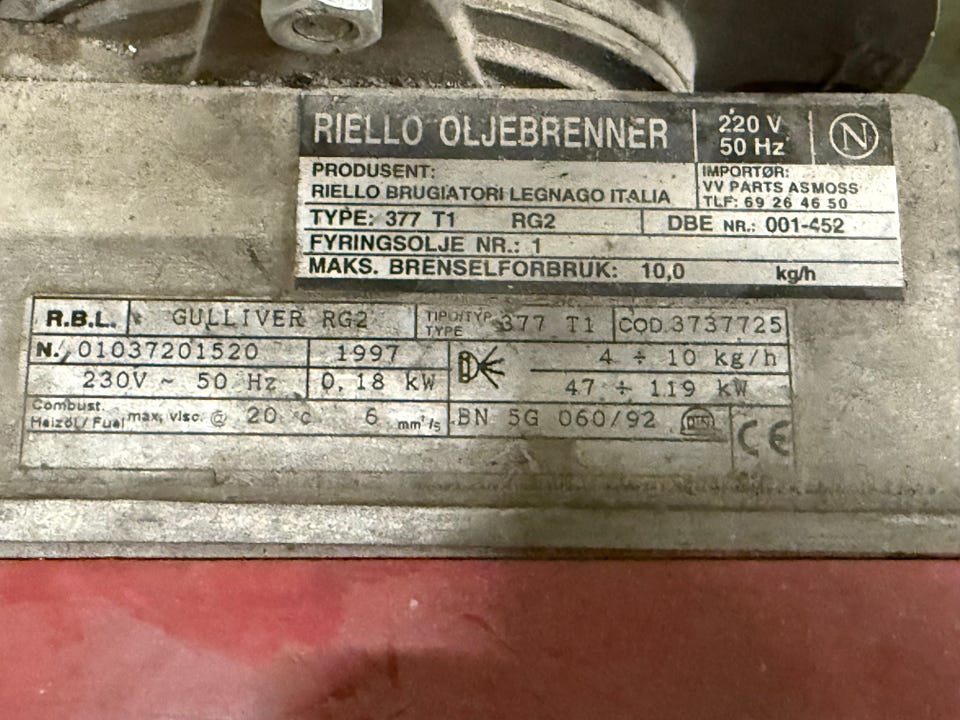 RIELLO OLJEBRENNER
220 V
50 Hz
N
PRODUSENT:
RIELLO BRUGIATORI LEGNAGO ITALIA
IMPORTØR:
VV PARTS AS MOSS
TLF: 69 26 46 50
TYPE: 377 T1 RG2
DBE NR.: 001-452
FYRINGSOLJE NR.: 1
MAKS. BRENSELFORBRUK: 10,0 kg/h
R.B.L. GULLIVER RG2
TIPO/TYP
TYPE
377 T1
COD. 3737725
N. 01037201520 1997
4 ÷ 10 kg/h
230V ~ 50 Hz 0.18 kW
47 ÷ 119 kW
Combust.
Heizöl / Fuel
max. visc. @ 20 °C 6 mm²/s
BN 5G 060/92 DIN
CE